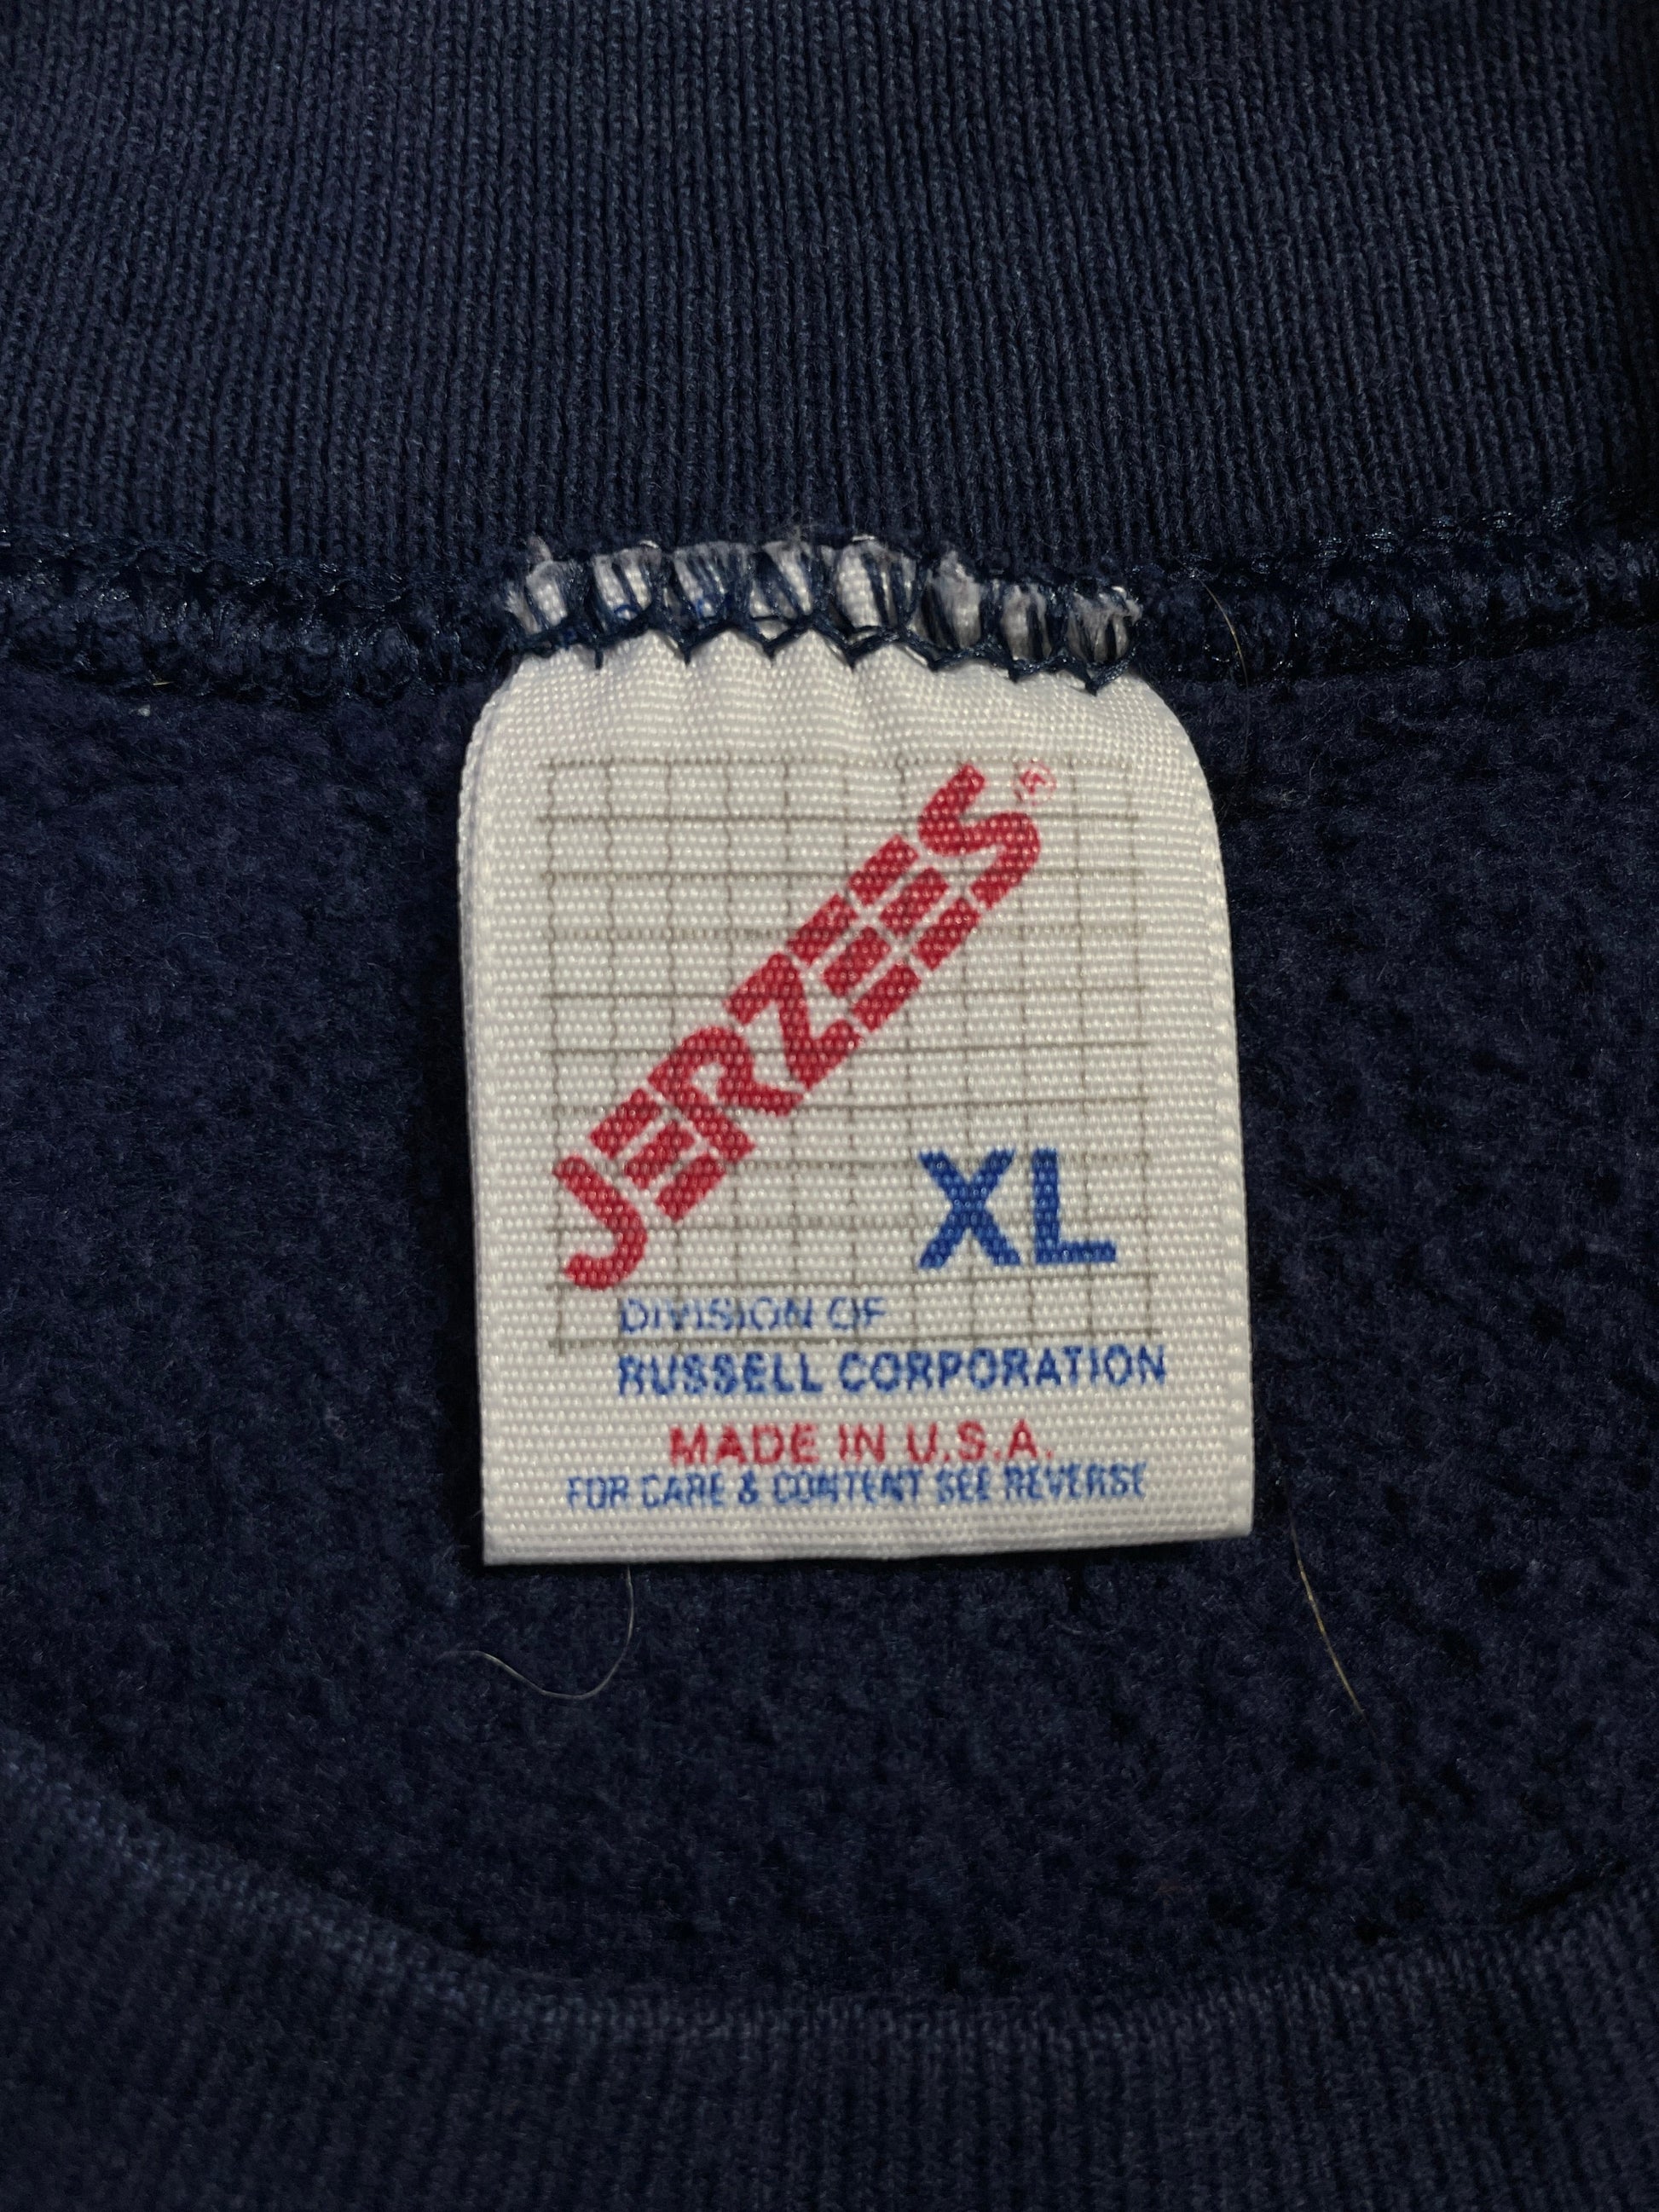 JERZEES®
XL
DIVISION OF
RUSSELL CORPORATION
MADE IN U.S.A.
FOR CARE & CONTENT SEE REVERSE